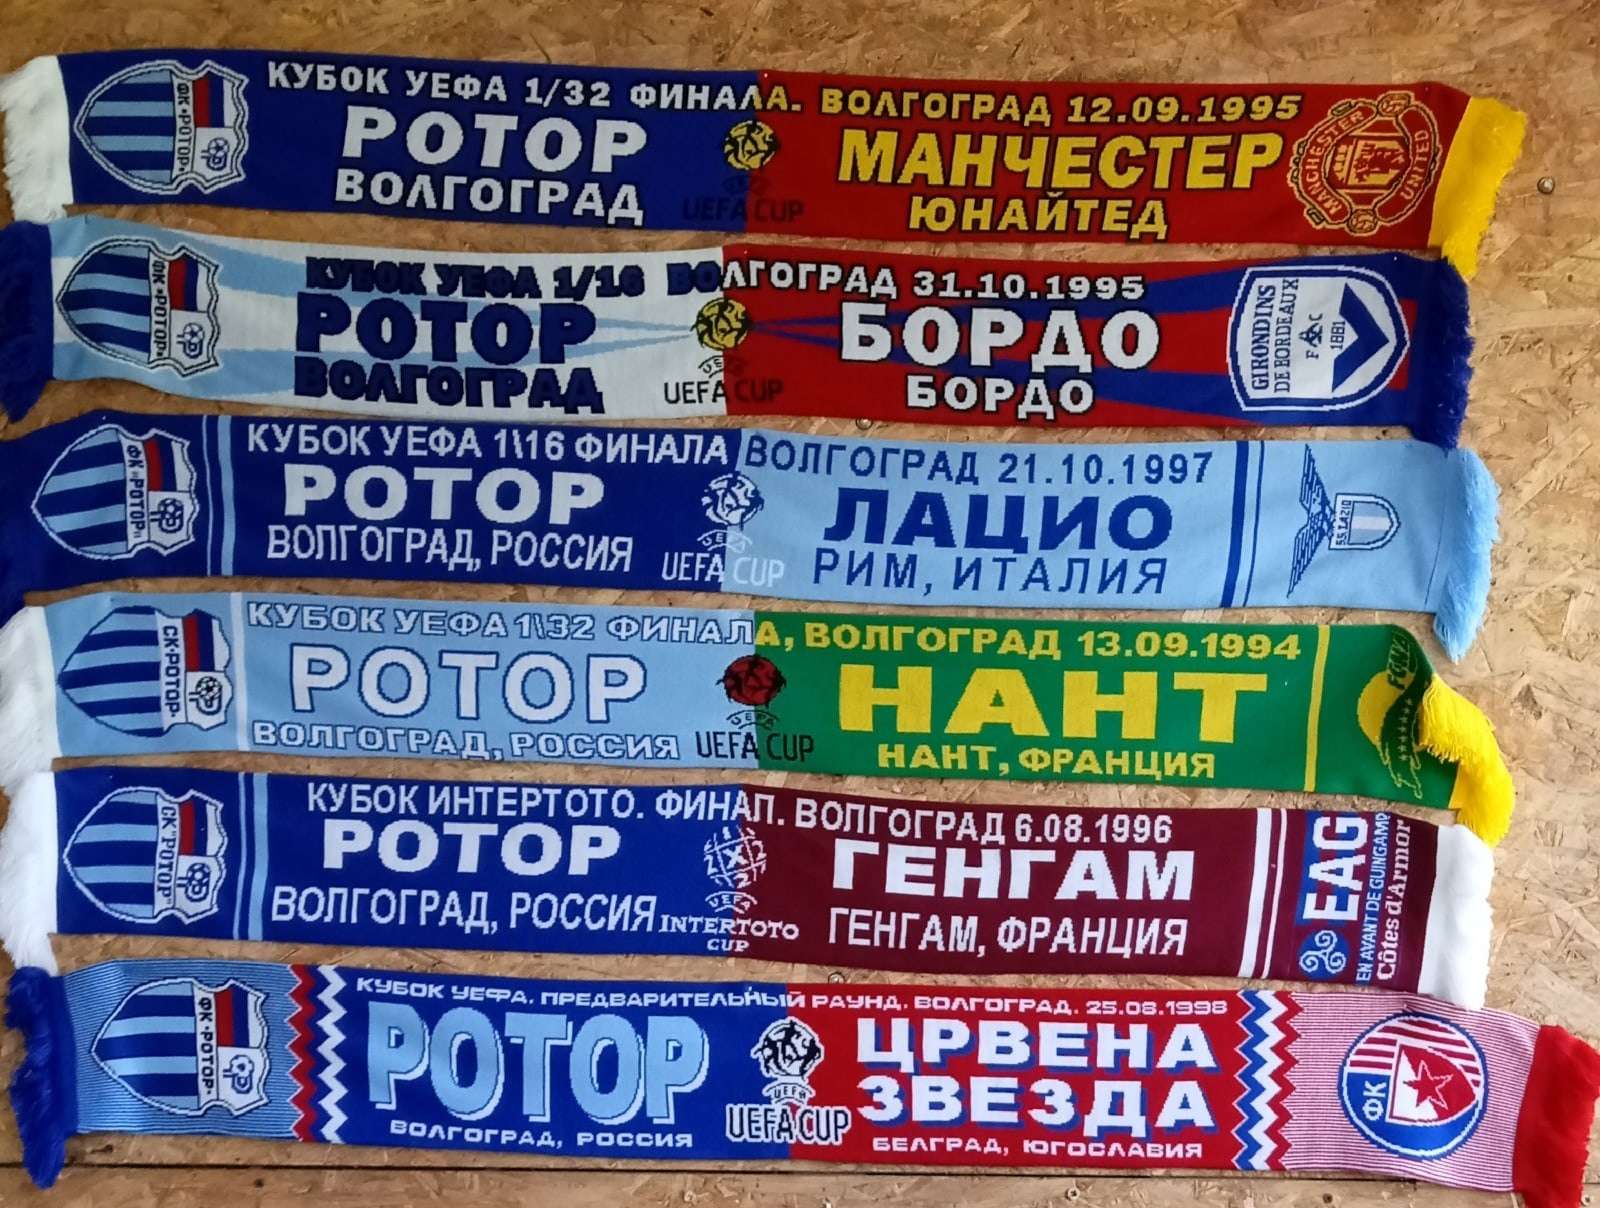 ФК·РОТОР·
КУБОК УЕФА 1/32 ФИНАЛА. ВОЛГОГРАД 12.09.1995
РОТОР
ВОЛГОГРАД
UEFA CUP
МАНЧЕСТЕР
ЮНАЙТЕД
MANCHESTER
UNITED
ФК·РОТОР·
КУБОК УЕФА 1/16 ВОЛГОГРАД 31.10.1995
РОТОР
ВОЛГОГРАД
UEFA
UEFA CUP
БОРДО
БОРДО
GIRONDINS
DE BORDEAUX
F C
1881
ФК "РОТОР"
КУБОК УЕФА 1\16 ФИНАЛА ВОЛГОГРАД 21.10.1997
РОТОР
ВОЛГОГРАД, РОССИЯ
UEFA
UEFA CUP
ЛАЦИО
РИМ, ИТАЛИЯ
S.S.LAZIO
СК·РОТОР·
КУБОК УЕФА 1\32 ФИНАЛА, ВОЛГОГРАД 13.09.1994
РОТОР
ВОЛГОГРАД, РОССИЯ
UEFA
UEFA CUP
НАНТ
НАНТ, ФРАНЦИЯ
СК "РОТОР"
КУБОК ИНТЕРТОТО. ФИНАЛ. ВОЛГОГРАД 6.08.1996
РОТОР
ВОЛГОГРАД, РОССИЯ
UEFA
INTERTOTO
CUP
ГЕНГАМ
ГЕНГАМ, ФРАНЦИЯ
EAG
EN AVANT DE GUINGAMP
Côtes d'Armor
ФК·РОТОР·
КУБОК УЕФА. ПРЕДВАРИТЕЛЬНЫЙ РАУНД. ВОЛГОГРАД. 25.08.1998
РОТОР
ВОЛГОГРАД, РОССИЯ
UEFA
UEFA CUP
ЦРВЕНА
ЗВЕЗДА
БЕЛГРАД, ЮГОСЛАВИЯ
ФК